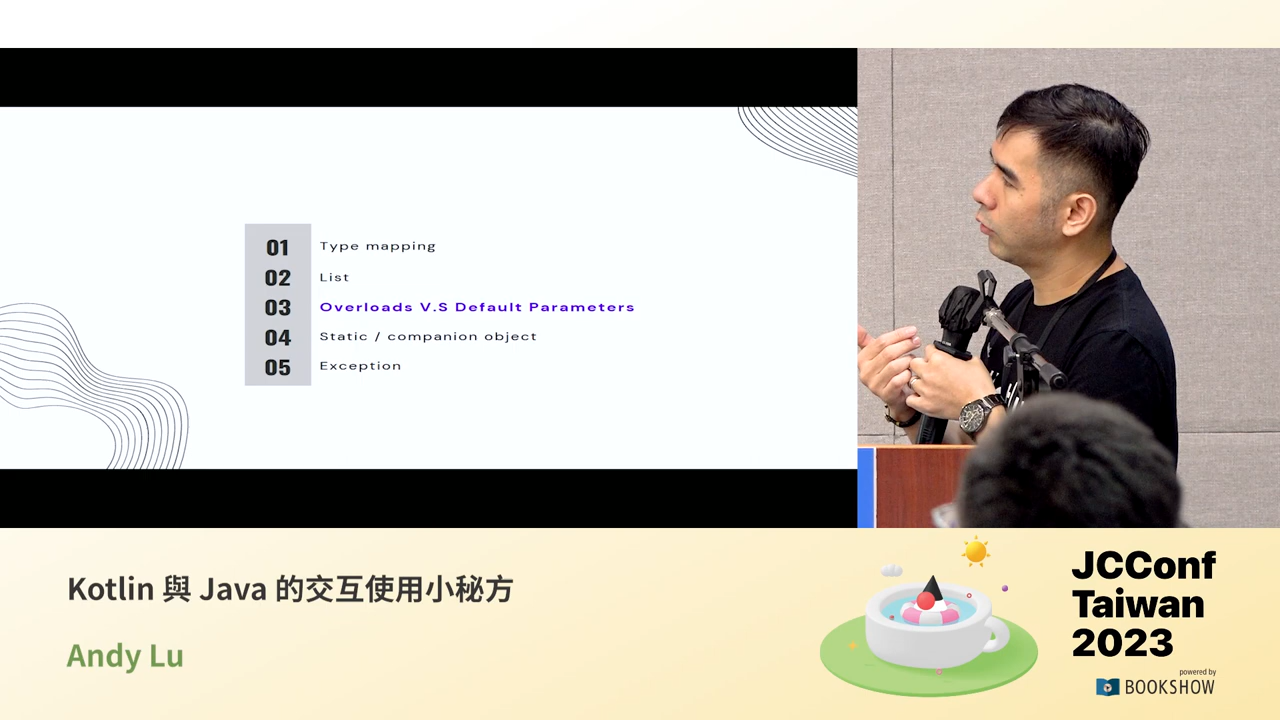 01 Type mapping
02 List
03 Overloads V.S Default Parameters
04 Static / companion object
05 Exception
Kotlin 與 Java 的交互使用小秘方
Andy Lu
JCConf
Taiwan
2023
powered by
BOOKSHOW